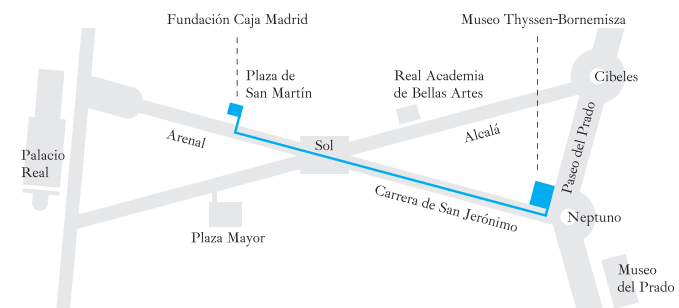 Fundación Caja Madrid
Museo Thyssen-Bornemisza
Plaza de
San Martín
Real Academia
de Bellas Artes
Cibeles
Paseo del Prado
Alcalá
Arenal
Sol
Palacio
Real
Carrera de San Jerónimo
Neptuno
Plaza Mayor
Museo
del Prado